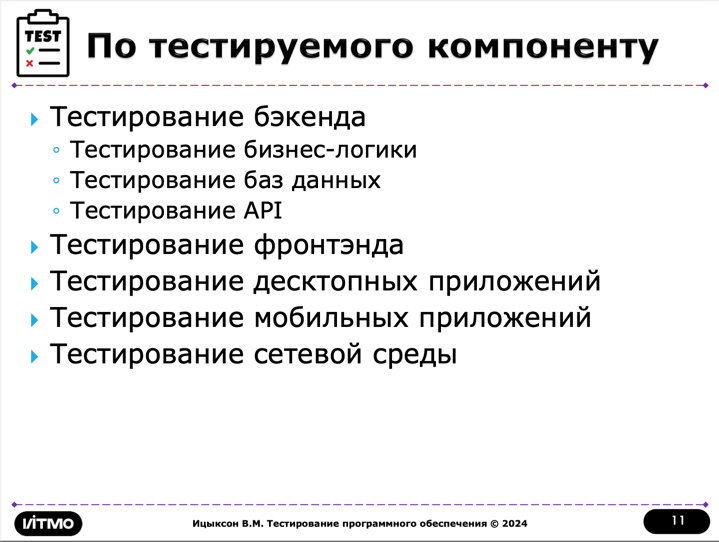 TEST
По тестируемого компоненту
Тестирование бэкенда
Тестирование бизнес-логики
Тестирование баз данных
Тестирование API
Тестирование фронтэнда
Тестирование десктопных приложений
Тестирование мобильных приложений
Тестирование сетевой среды
ИТМО
Ицыксон В.М. Тестирование программного обеспечения © 2024
11